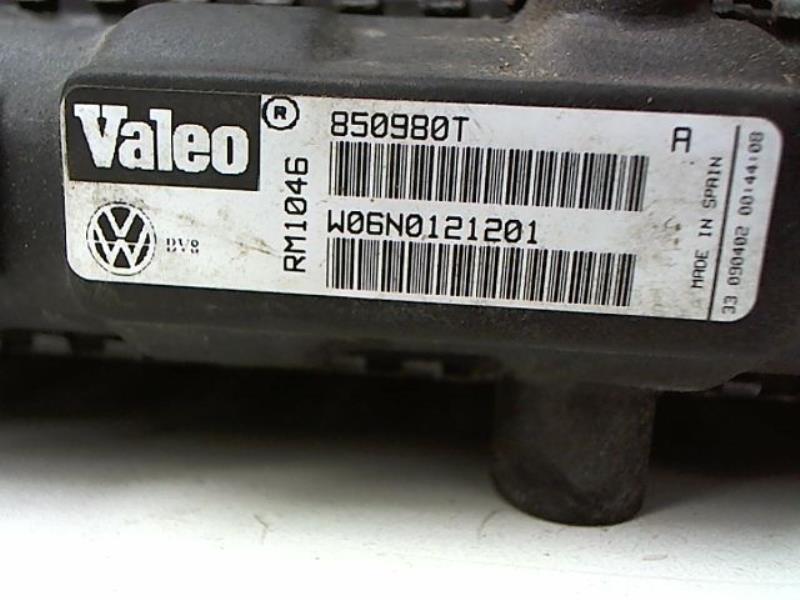 Valeo
®
850980T
A
RM1046
W06N0121201
MADE IN SPAIN
33 090402 00:44:08